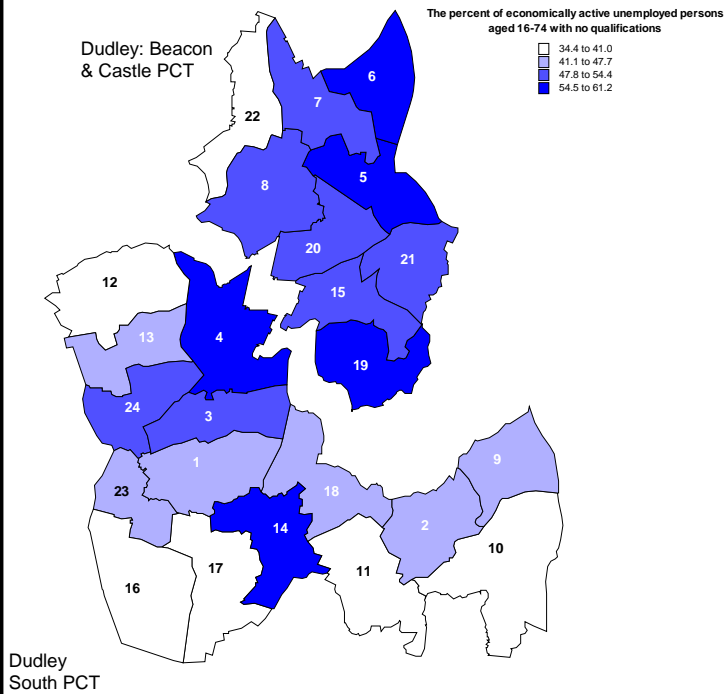 The percent of economically active unemployed persons
aged 16-74 with no qualifications
34.4 to 41.0
41.1 to 47.7
47.8 to 54.4
54.5 to 61.2
Dudley: Beacon
& Castle PCT
6
7
22
5
8
20
21
12
15
13
4
19
24
3
1
9
23
18
14
2
10
17
11
16
Dudley
South PCT